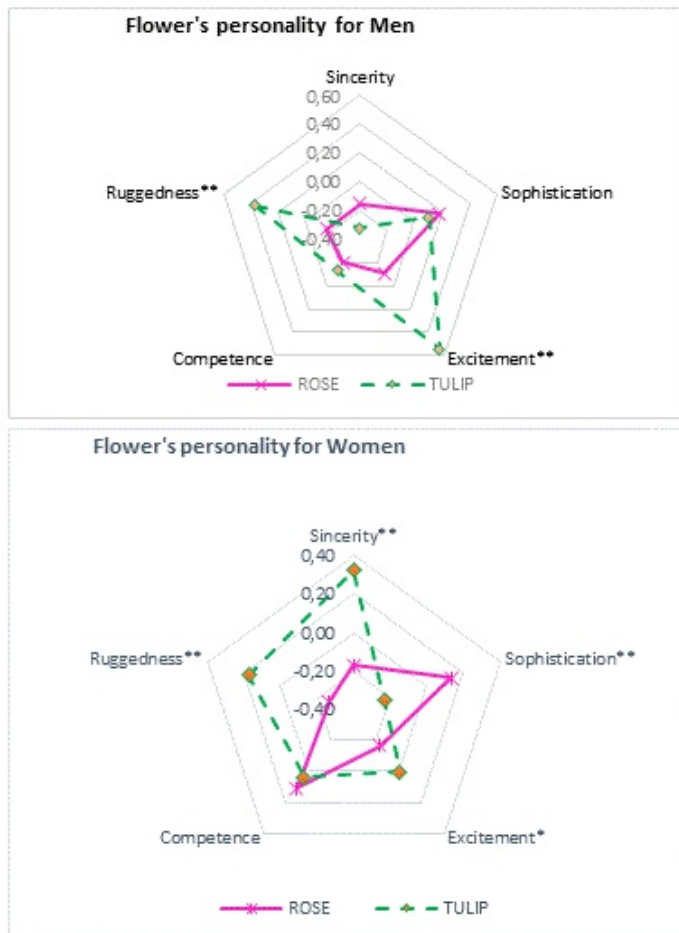 Flower's personality for Men
Sincerity
0,60
0,40
0,20
0,00
-0,20
-0,40
Ruggedness**
Sophistication
Competence
Excitement**
ROSE
TULIP
Flower's personality for Women
Sincerity**
0,40
0,20
0,00
-0,20
-0,40
Ruggedness**
Sophistication**
Competence
Excitement*
ROSE
TULIP